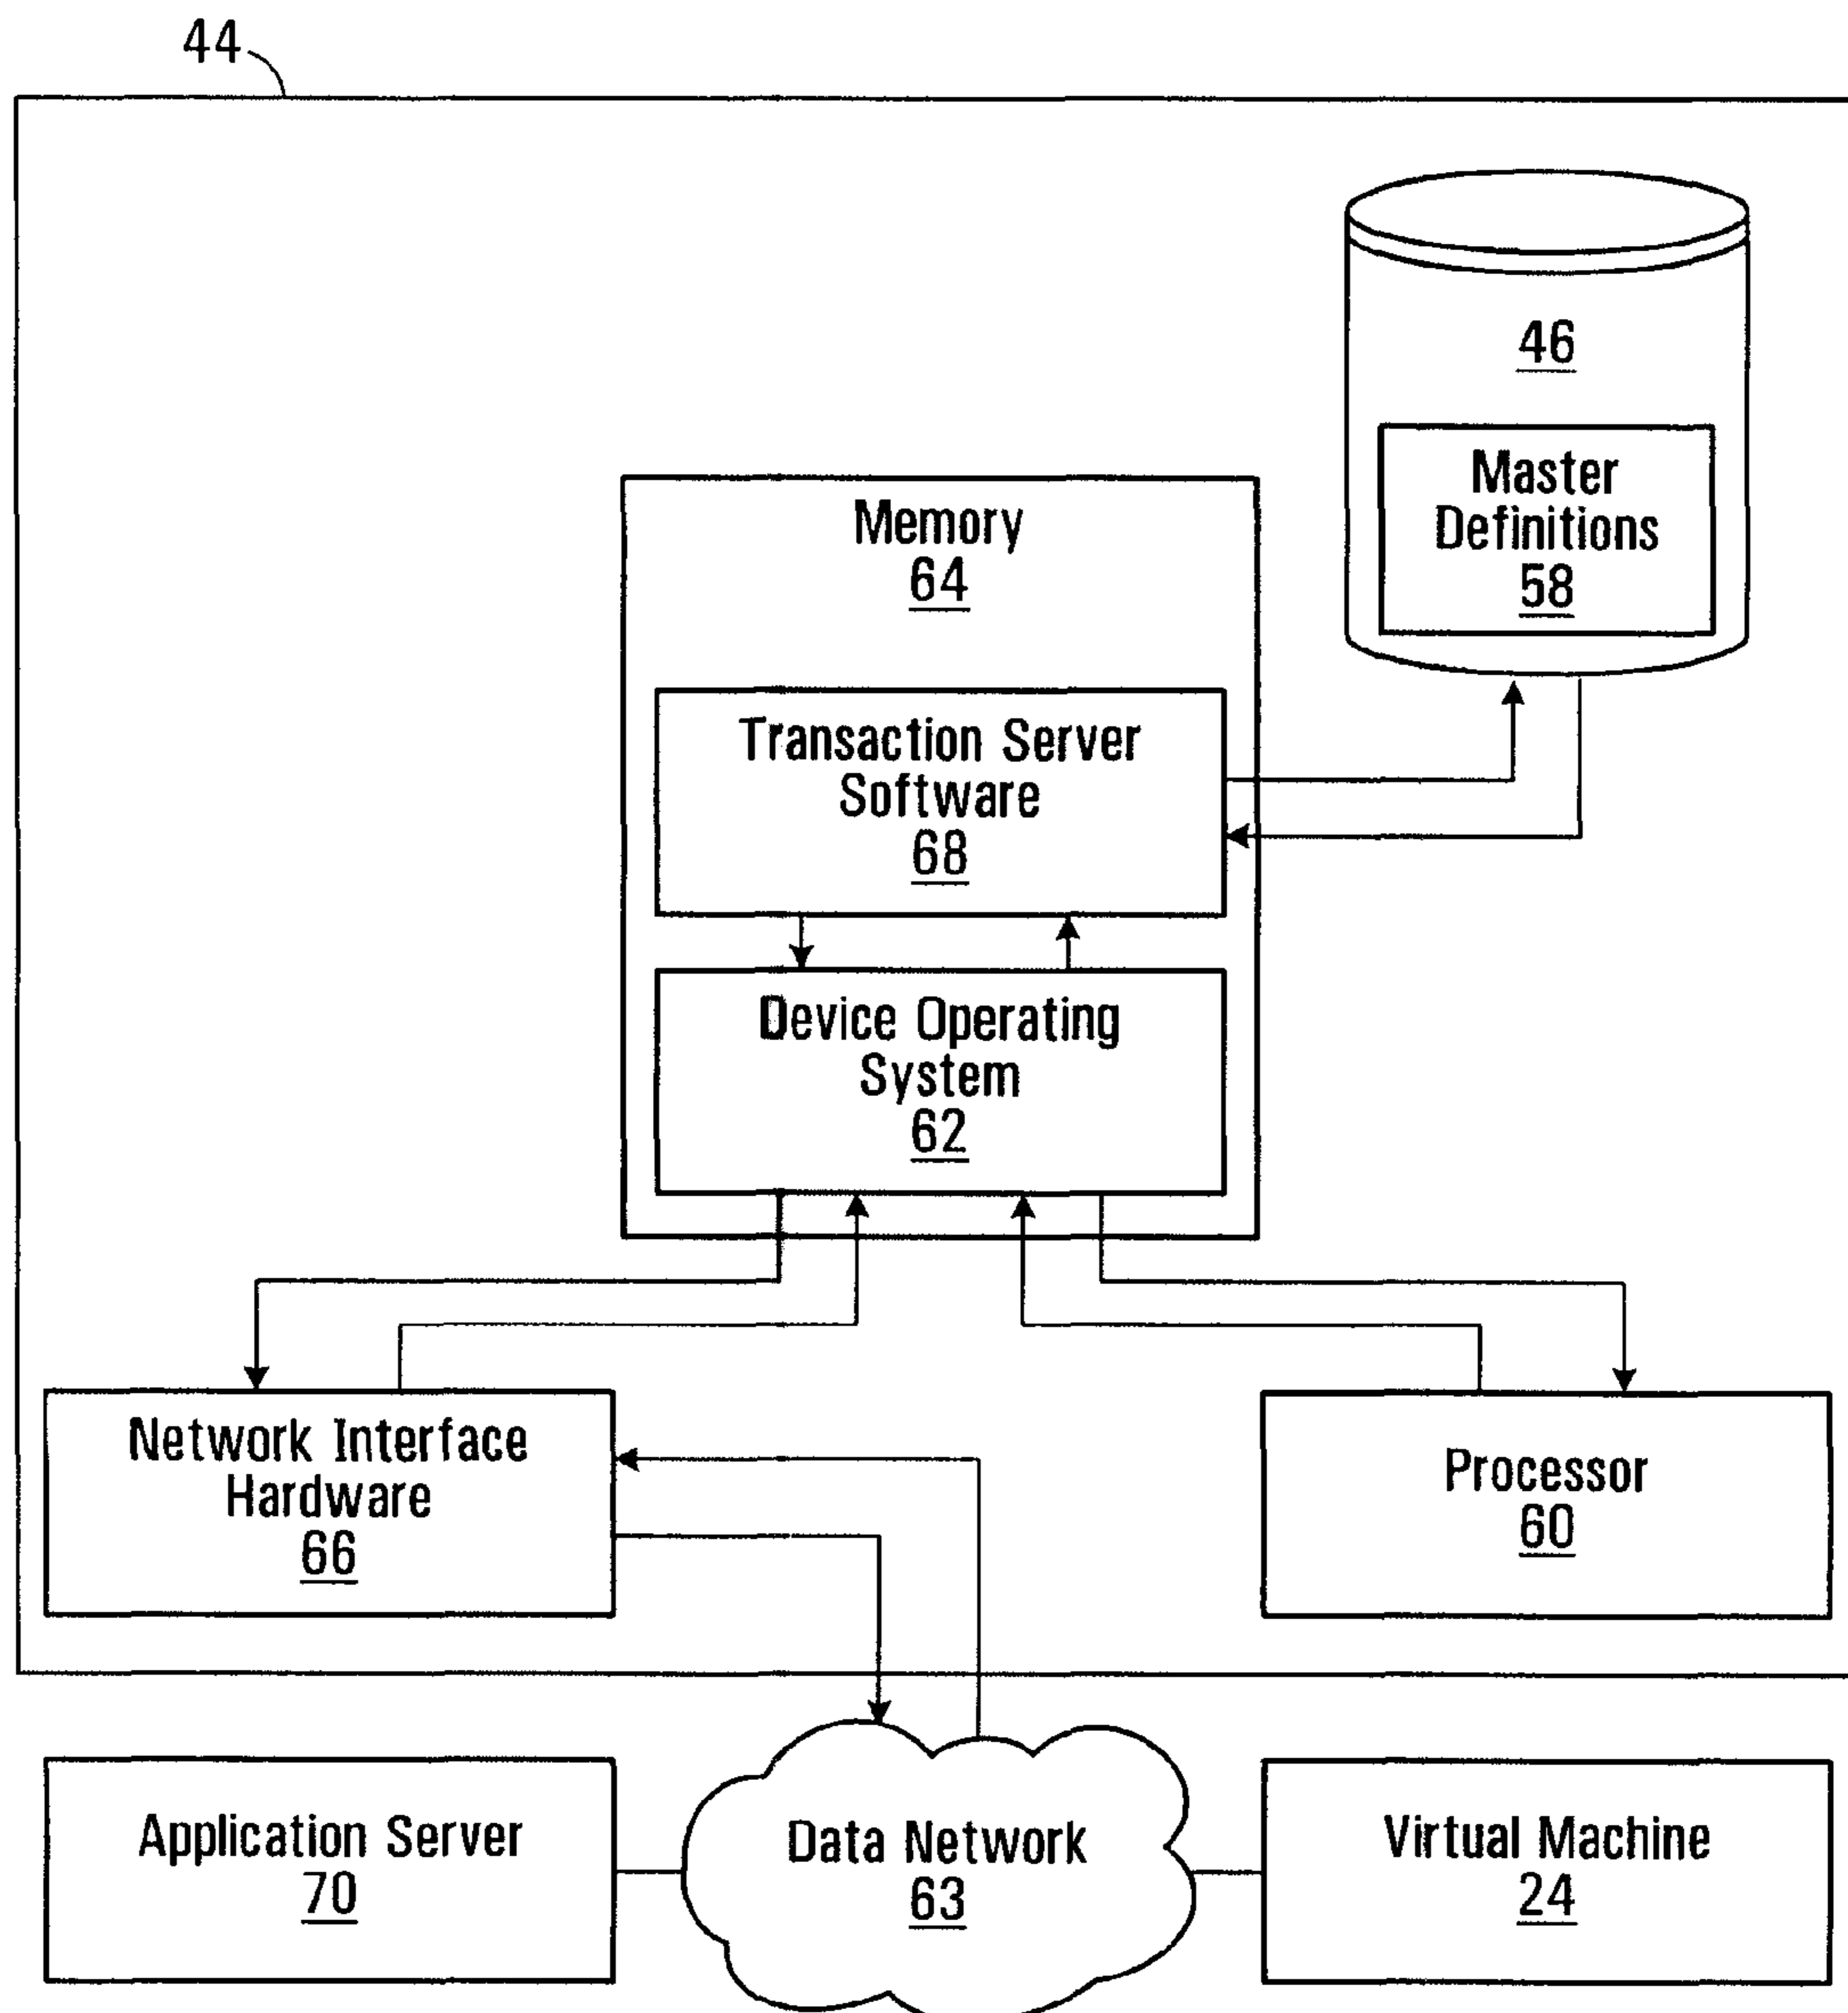 44
46
Master
Definitions
58
Memory
64
Transaction Server
Software
68
Device Operating
System
62
Network Interface
Hardware
66
Processor
60
Application Server
70
Data Network
63
Virtual Machine
24